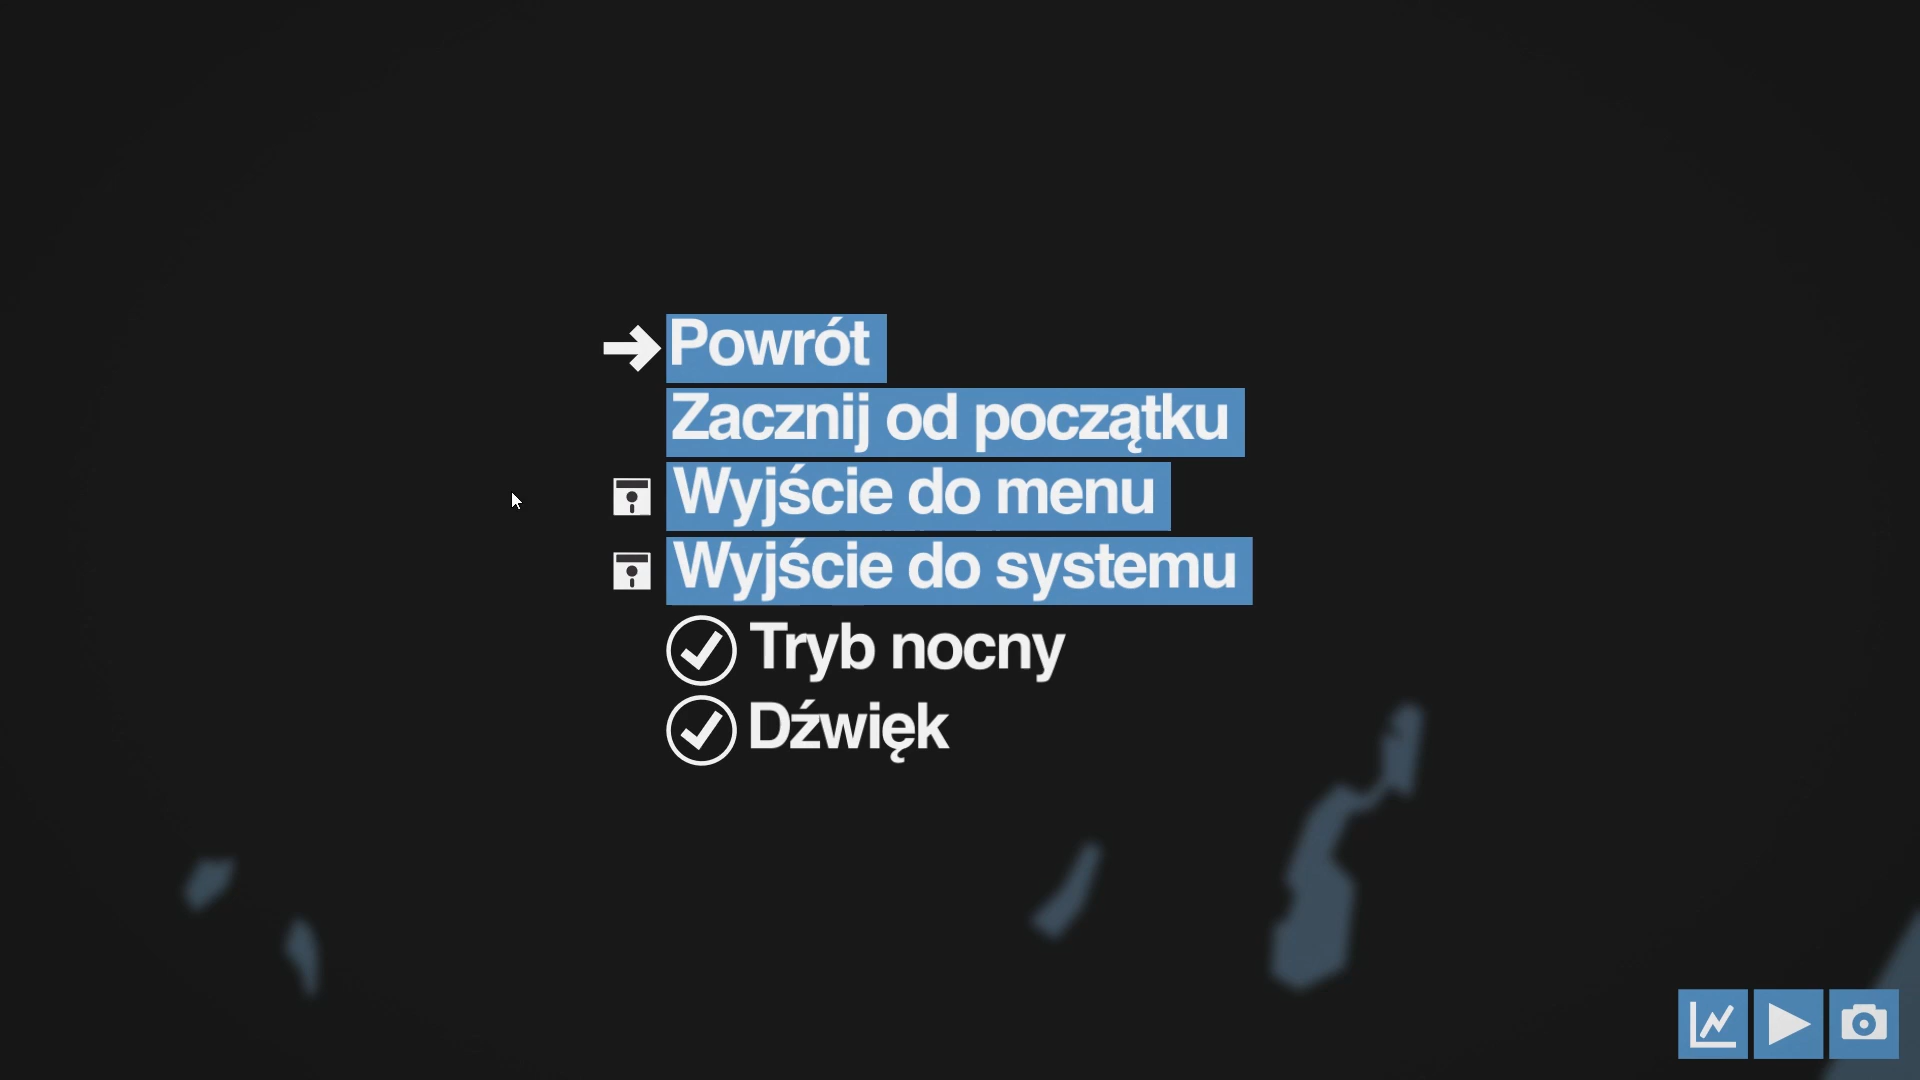 Powrót
Zacznij od początku
Wyjście do menu
Wyjście do systemu
Tryb nocny
Dźwięk